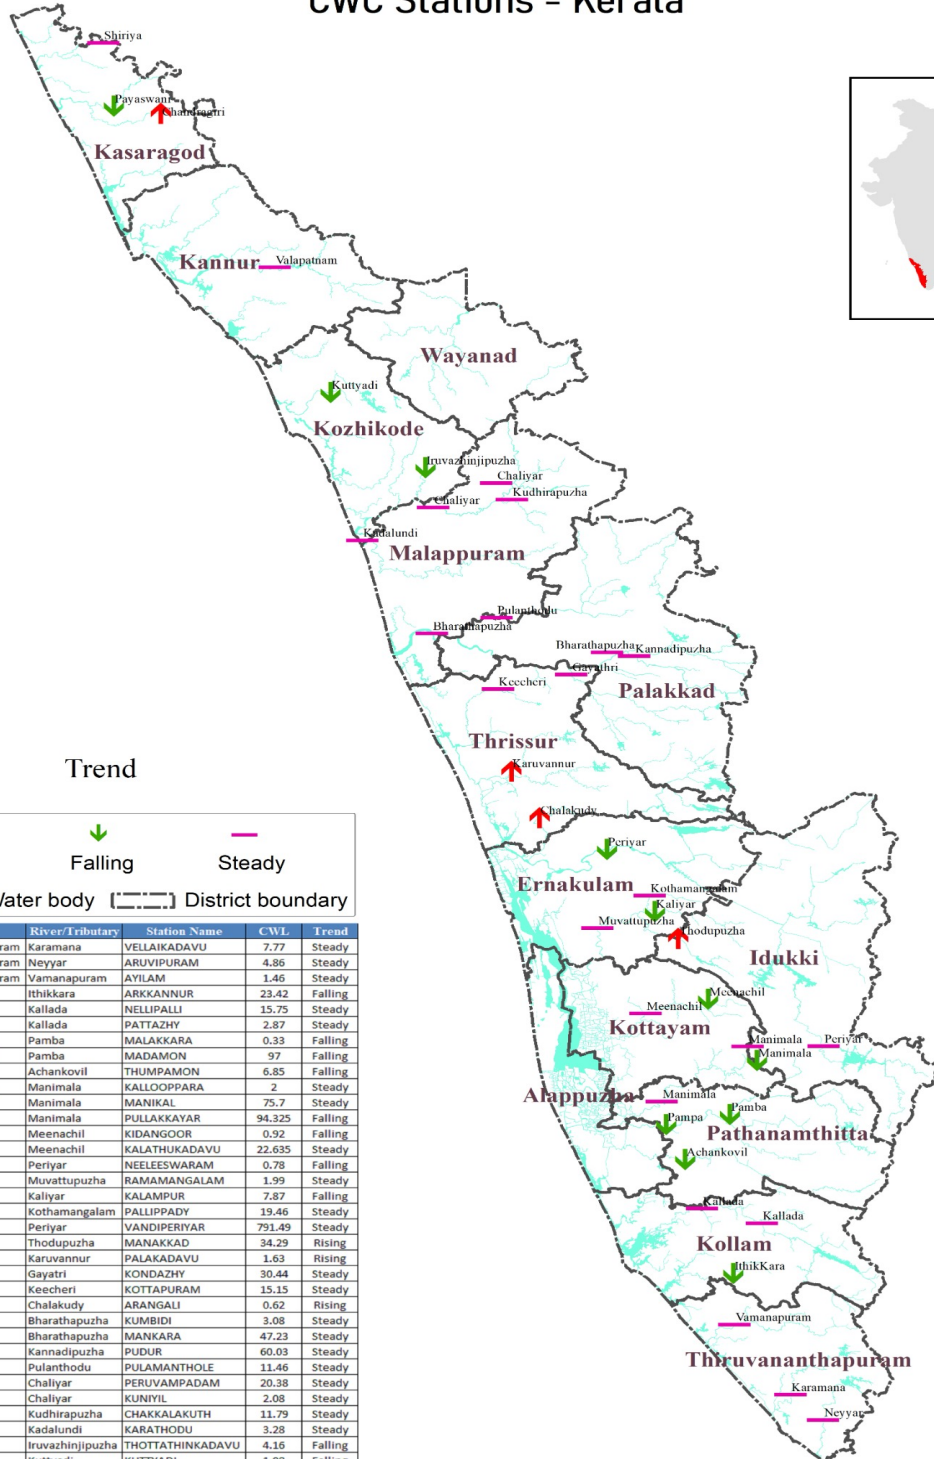 CWC Stations - Kerala
Shiriya
Payaswani
Chandragiri
Kasaragod
Kannur
Valapatnam
Wayanad
Kuttyadi
Kozhikode
Iruvazhinjipuzha
Chaliyar
Kudhirapuzha
Chaliyar
Kadalundi
Malappuram
Pulanthodu
Bharathapuzha
Bharathapuzha
Kannadipuzha
Gayathri
Keecheri
Palakkad
Thrissur
Karuvannur
Chalakudy
Periyar
Ernakulam
Kothamangalam
Kaliyar
Muvattupuzha
Thodupuzha
Idukki
Meenachil
Meenachil
Kottayam
Manimala
Periyar
Manimala
Alappuzha
Manimala
Pamba
Pampa
Pathanamthitta
Achankovil
Kallada
Kallada
Kollam
IthikKara
Vamanapuram
Thiruvananthapuram
Karamana
Neyyar
Trend
Falling Steady
Water body District boundary
River/Tributary Station Name CWL Trend
ram Karamana VELLAIKADAVU 7.77 Steady
ram Neyyar ARUVIPURAM 4.86 Steady
ram Vamanapuram AYILAM 1.46 Steady
Ithikkara ARKKANNUR 23.42 Falling
Kallada NELLIPALLI 15.75 Steady
Kallada PATTAZHY 2.87 Steady
Pamba MALAKKARA 0.33 Falling
Pamba MADAMON 97 Falling
Achankovil THUMPAMON 6.85 Falling
Manimala KALLOOPPARA 2 Steady
Manimala MANIKAL 75.7 Steady
Manimala PULLAKKAYAR 94.325 Falling
Meenachil KIDANGOOR 0.92 Falling
Meenachil KALATHUKADAVU 22.635 Steady
Periyar NEELEESWARAM 0.78 Falling
Muvattupuzha RAMAMANGALAM 1.99 Steady
Kaliyar KALAMPUR 7.87 Falling
Kothamangalam PALLIPPADY 19.46 Steady
Periyar VANDIPERIYAR 791.49 Steady
Thodupuzha MANAKKAD 34.29 Rising
Karuvannur PALAKADAVU 1.63 Rising
Gayatri KONDAZHY 30.44 Steady
Keecheri KOTTAPURAM 15.15 Steady
Chalakudy ARANGALI 0.62 Rising
Bharathapuzha KUMBIDI 3.08 Steady
Bharathapuzha MANKARA 47.23 Steady
Kannadipuzha PUDUR 60.03 Steady
Pulanthodu PULAMANTHOLE 11.46 Steady
Chaliyar PERUVAMPADAM 20.38 Steady
Chaliyar KUNIYIL 2.08 Steady
Kudhirapuzha CHAKKALAKUTH 11.79 Steady
Kadalundi KARATHODU 3.28 Steady
Iruvazhinjipuzha THOTTATHINKADAVU 4.16 Falling